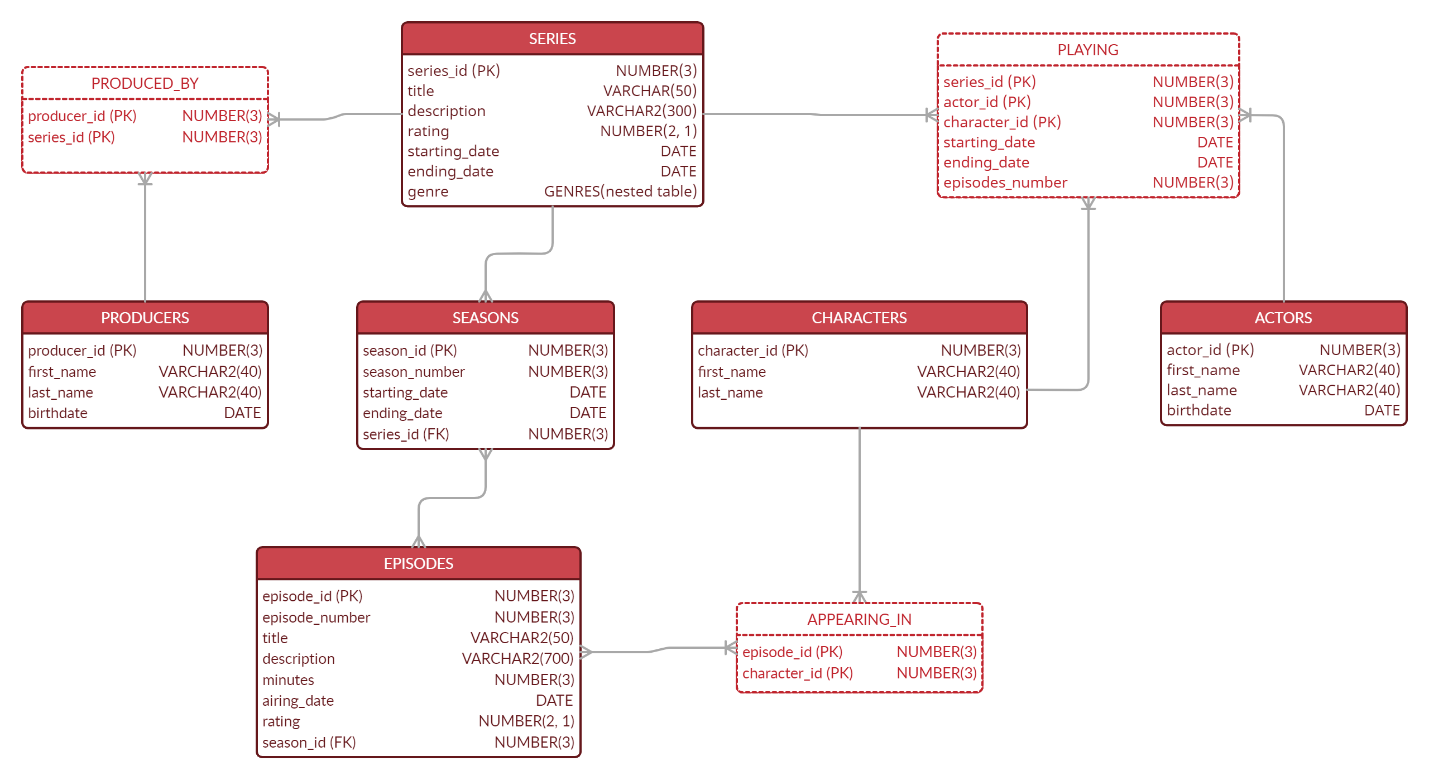 SERIES
series_id (PK) NUMBER(3)
title VARCHAR(50)
description VARCHAR2(300)
rating NUMBER(2, 1)
starting_date DATE
ending_date DATE
genre GENRES(nested table)
PLAYING
series_id (PK) NUMBER(3)
actor_id (PK) NUMBER(3)
character_id (PK) NUMBER(3)
starting_date DATE
ending_date DATE
episodes_number NUMBER(3)
PRODUCED_BY
producer_id (PK) NUMBER(3)
series_id (PK) NUMBER(3)
PRODUCERS
producer_id (PK) NUMBER(3)
first_name VARCHAR2(40)
last_name VARCHAR2(40)
birthdate DATE
SEASONS
season_id (PK) NUMBER(3)
season_number NUMBER(3)
starting_date DATE
ending_date DATE
series_id (FK) NUMBER(3)
CHARACTERS
character_id (PK) NUMBER(3)
first_name VARCHAR2(40)
last_name VARCHAR2(40)
ACTORS
actor_id (PK) NUMBER(3)
first_name VARCHAR2(40)
last_name VARCHAR2(40)
birthdate DATE
EPISODES
episode_id (PK) NUMBER(3)
episode_number NUMBER(3)
title VARCHAR2(50)
description VARCHAR2(700)
minutes NUMBER(3)
airing_date DATE
rating NUMBER(2, 1)
season_id (FK) NUMBER(3)
APPEARING_IN
episode_id (PK) NUMBER(3)
character_id (PK) NUMBER(3)